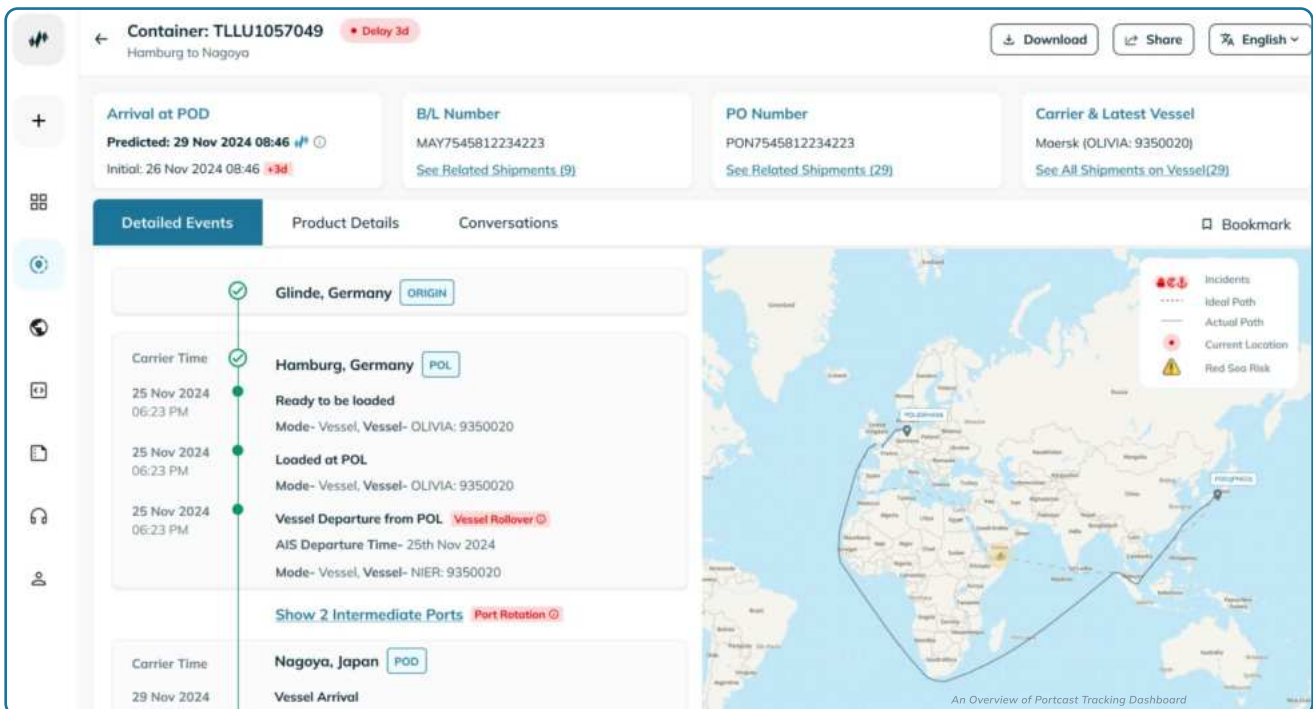 Container: TLLU1057049
Delay 3d
Hamburg to Nagoya
Download
Share
English
Arrival at POD
Predicted: 29 Nov 2024 08:46
Initial: 26 Nov 2024 08:46 +3d
B/L Number
MAY7545812234223
See Related Shipments (9)
PO Number
PON7545812234223
See Related Shipments (29)
Carrier & Latest Vessel
Maersk (OLIVIA: 9350020)
See All Shipments on Vessel(29)
Detailed Events
Product Details
Conversations
Bookmark
Glinde, Germany ORIGIN
Carrier Time
Hamburg, Germany POL
25 Nov 2024
06:23 PM
Ready to be loaded
Mode- Vessel, Vessel- OLIVIA: 9350020
25 Nov 2024
06:23 PM
Loaded at POL
Mode- Vessel, Vessel- OLIVIA: 9350020
25 Nov 2024
06:23 PM
Vessel Departure from POL Vessel Rollover
AIS Departure Time- 25th Nov 2024
Mode- Vessel, Vessel- NIER: 9350020
Show 2 Intermediate Ports Port Rotation
Carrier Time
Nagoya, Japan POD
29 Nov 2024
Vessel Arrival
Incidents
Ideal Path
Actual Path
Current Location
Red Sea Risk
An Overview of Portcast Tracking Dashboard